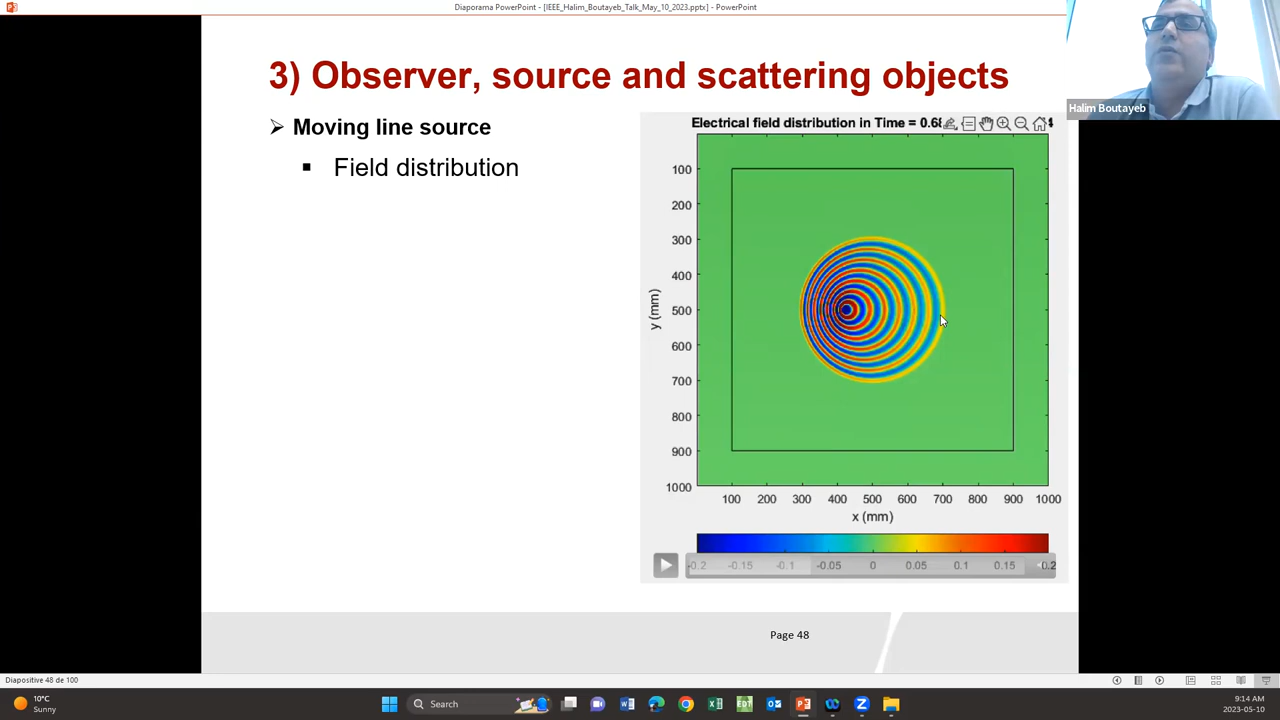 Diaporama PowerPoint - [IEEE_Halim_Boutayeb_Talk_May_10_2023.pptx] - PowerPoint
3) Observer, source and scattering objects
Halim Boutayeb
Moving line source
Field distribution
Electrical field distribution in Time = 0.6
100
200
300
400
500
600
700
800
900
1000
y (mm)
100 200 300 400 500 600 700 800 900 1000
x (mm)
-0.2 -0.15 -0.1 -0.05 0 0.05 0.1 0.15 0.2
Page 48
Diapositive 48 de 100
10°C
Sunny
Search
EDT
9:14 AM
2023-05-10